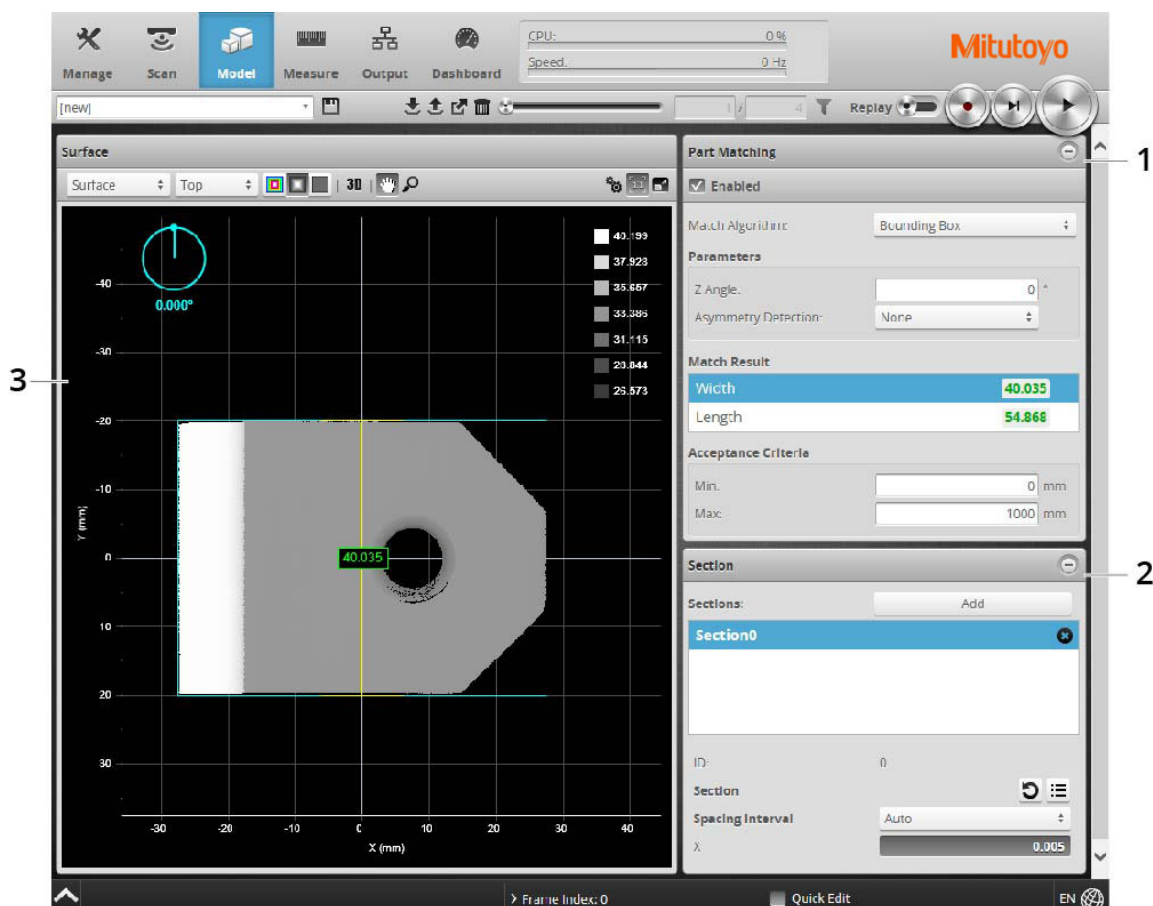 Manage Scan Model Measure Output Dashboard
CPU: 0 %
Speed: 0 Hz
Mitutoyo
[new]
1 / 4
Replay
Surface
Surface Top 3D
0.000°
40.199
37.928
35.657
33.386
31.115
28.844
26.573
-40
-30
-20
-10
0
10
20
30
Y (mm)
40.035
-30 -20 -10 0 10 20 30 40
X (mm)
Part Matching
Enabled
Match Algorithm: Bounding Box
Parameters
Z Angle: 0 °
Asymmetry Detection: None
Match Result
Width 40.035
Length 54.868
Acceptance Criteria
Min: 0 mm
Max: 1000 mm
Section
Sections: Add
Section0
ID: 0
Section
Spacing Interval Auto
X 0.005
> Frame Index: 0 Quick Edit EN
1
2
3